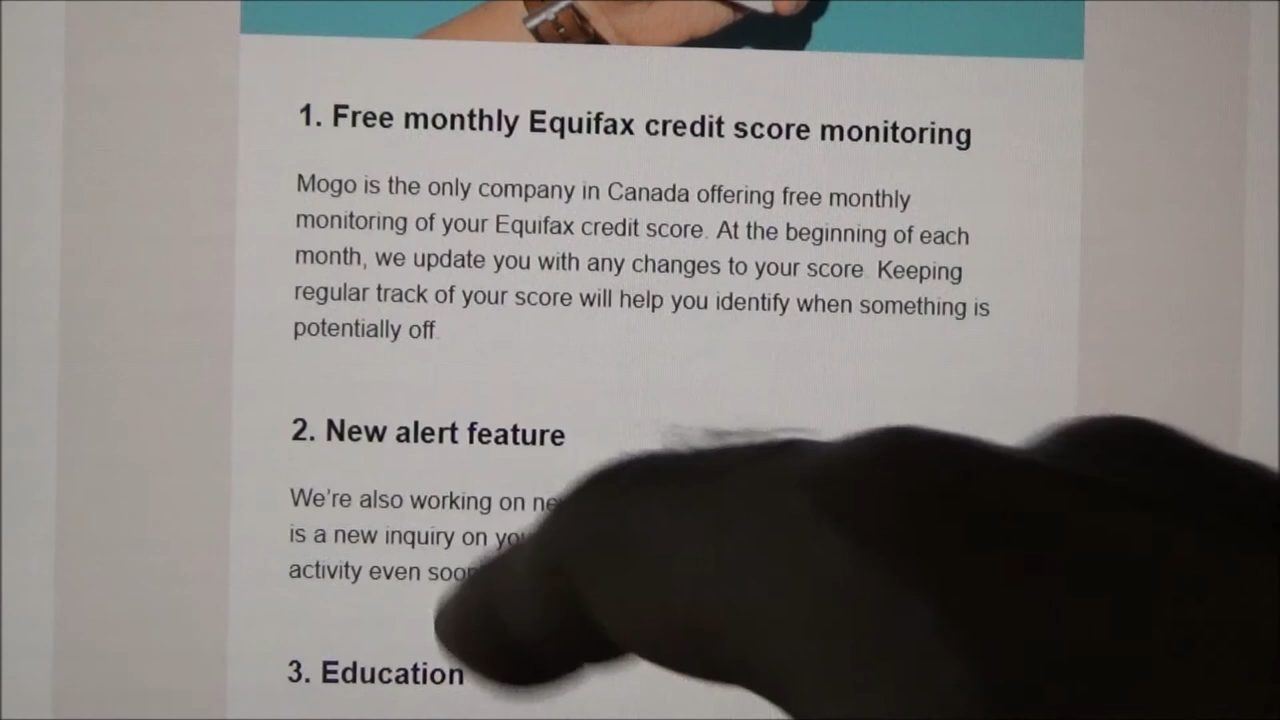 1. Free monthly Equifax credit score monitoring
Mogo is the only company in Canada offering free monthly
monitoring of your Equifax credit score. At the beginning of each
month, we update you with any changes to your score. Keeping
regular track of your score will help you identify when something is
potentially off.
2. New alert feature
We're also working on
is a new inquiry on
activity even
3. Education